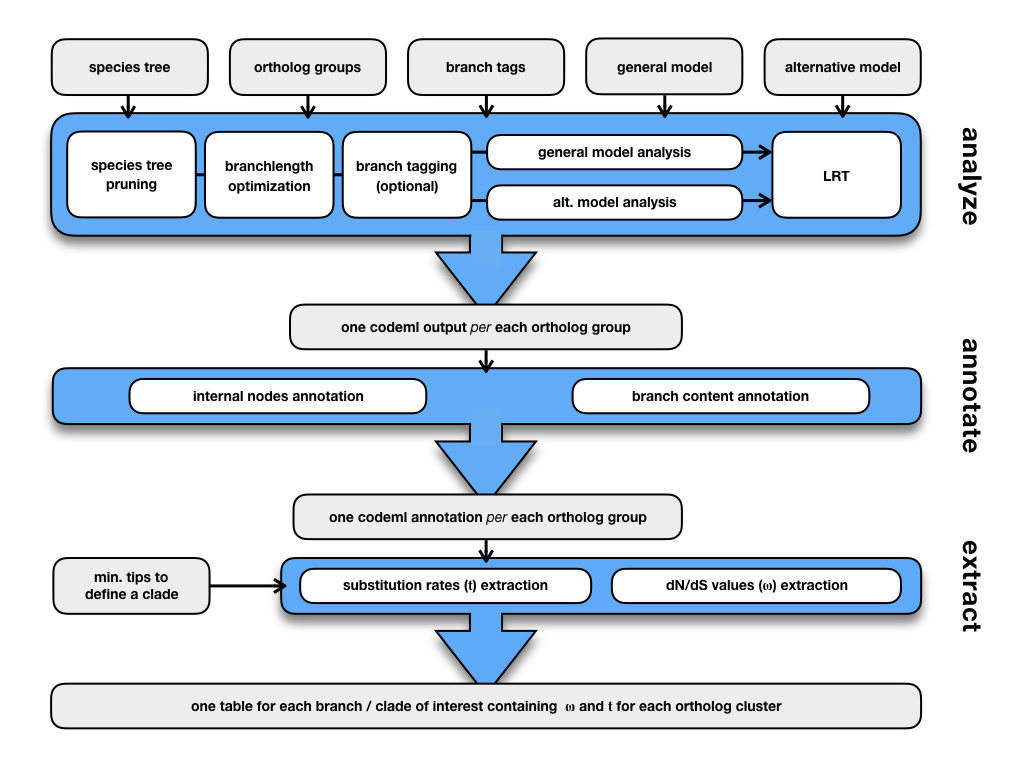 species tree
ortholog groups
branch tags
general model
alternative model
species tree
pruning
branchlength
optimization
branch tagging
(optional)
general model analysis
alt. model analysis
LRT
analyze
one codeml output per each ortholog group
internal nodes annotation
branch content annotation
annotate
one codeml annotation per each ortholog group
min. tips to
define a clade
substitution rates (t) extraction
dN/dS values (ω) extraction
extract
one table for each branch / clade of interest containing ω and t for each ortholog cluster